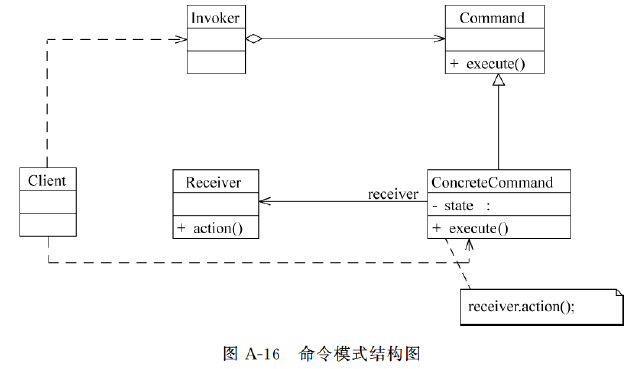 Invoker
Command
+ execute()
Client
Receiver
+ action()
receiver
ConcreteCommand
- state :
+ execute()
receiver.action();
图 A-16 命令模式结构图